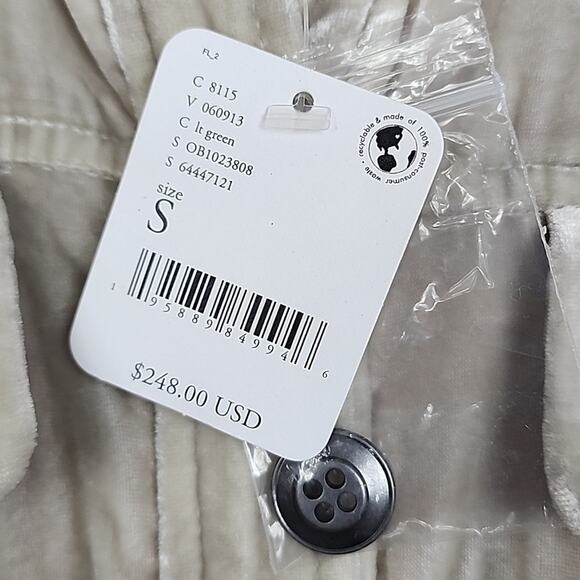 FL_2
C 8115
V 060913
C lt green
S OB1023808
S 64447121
size
S
1 95889 84994 6
$248.00 USD
recyclable & made of 100% post-consumer waste